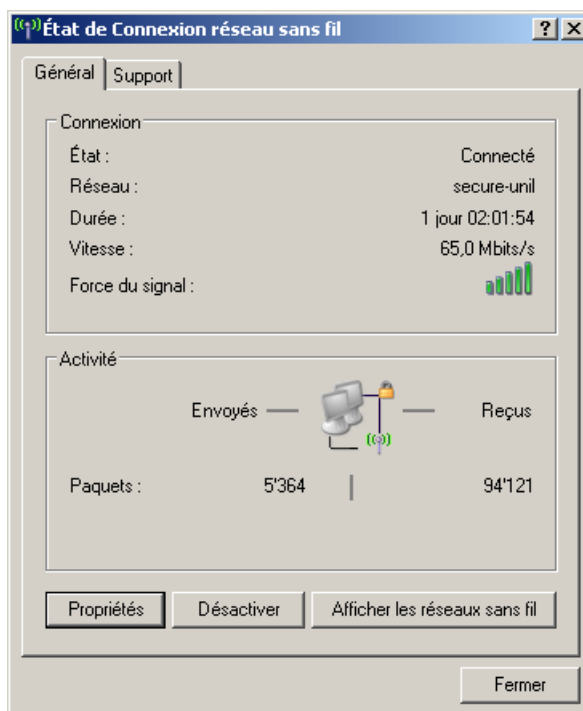 État de Connexion réseau sans fil
Général Support
Connexion
État : Connecté
Réseau : secure-unil
Durée : 1 jour 02:01:54
Vitesse : 65,0 Mbits/s
Force du signal :
Activité
Envoyés Reçus
Paquets : 5'364 94'121
Propriétés Désactiver Afficher les réseaux sans fil
Fermer